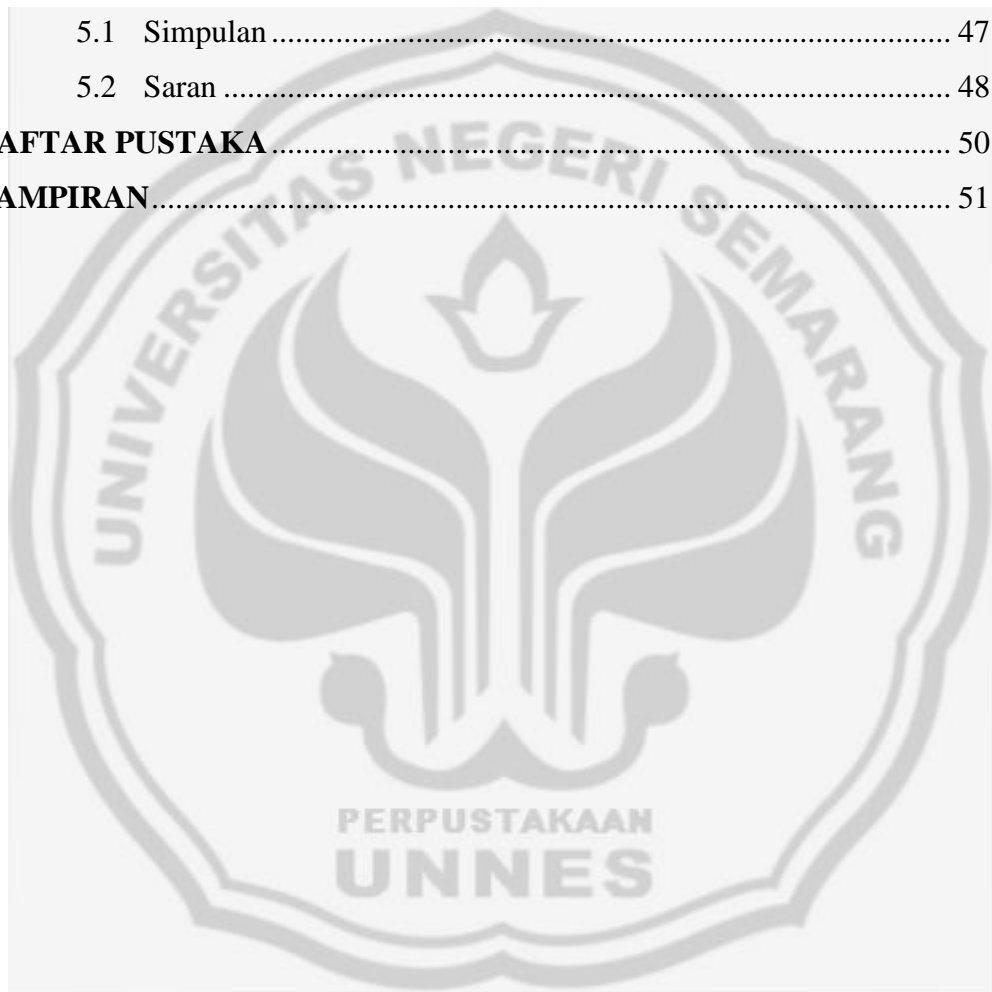 5.1 Simpulan ........................................................................................ 47
5.2 Saran .............................................................................................. 48
AFTAR PUSTAKA ........................................................................................ 50
AMPIRAN ...................................................................................................... 51
UNIVERSITAS NEGERI SEMARANG
PERPUSTAKAAN
UNNES